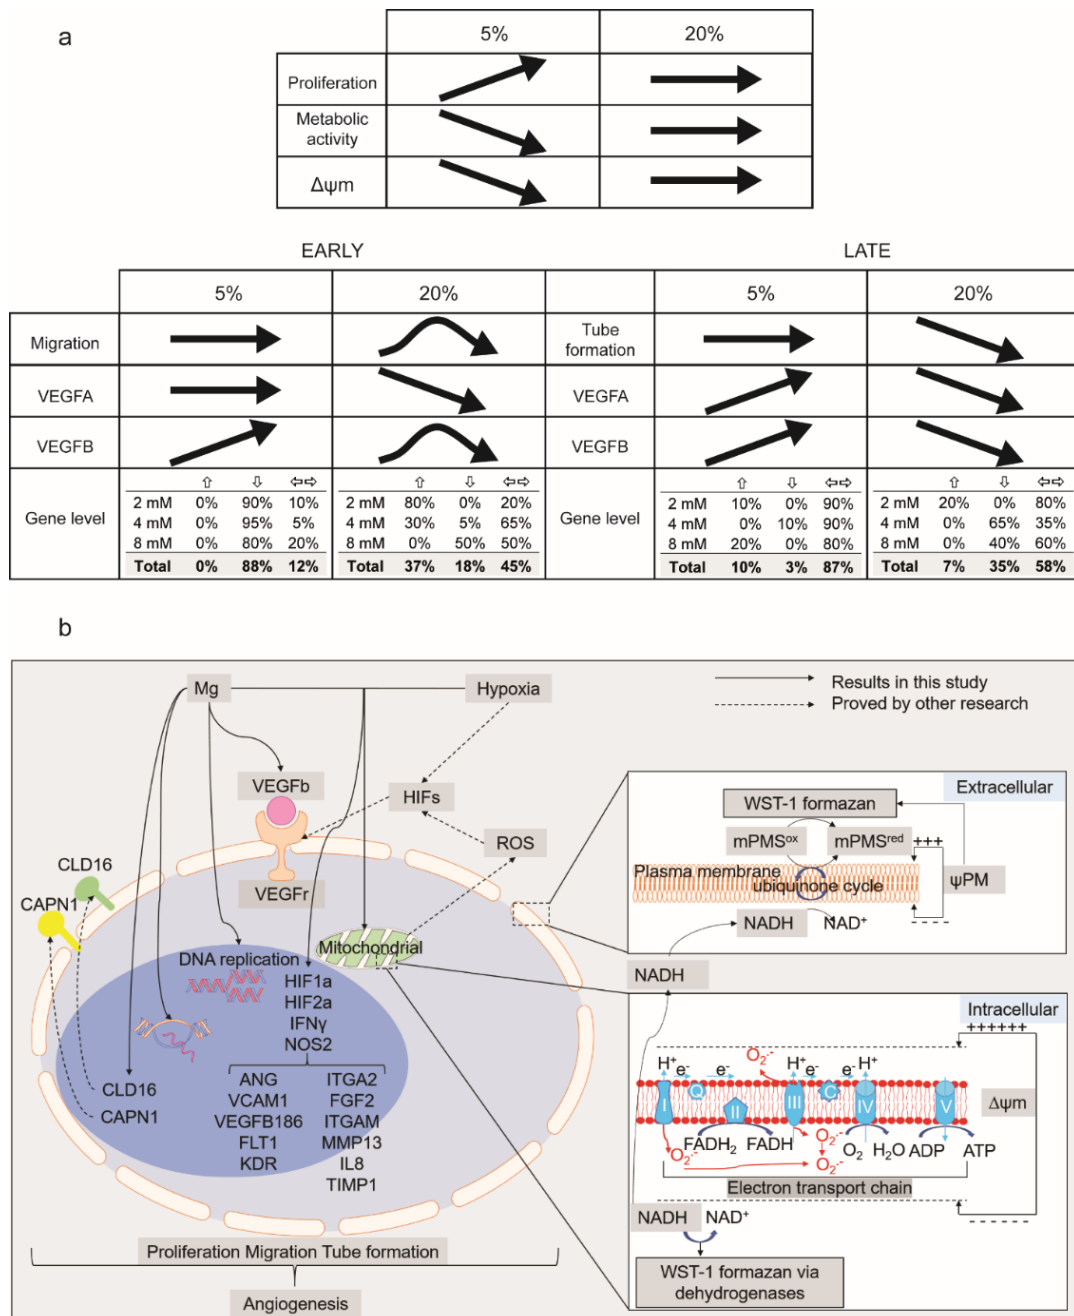 a
5% 20%
Proliferation
Metabolic
activity
Δψm
EARLY LATE
5% 20% 5% 20%
Migration Tube
formation
VEGFA VEGFA
VEGFB VEGFB
Gene level
⇧ ⇩ ⇦⇨
2 mM 0% 90% 10%
4 mM 0% 95% 5%
8 mM 0% 80% 20%
Total 0% 88% 12%
⇧ ⇩ ⇦⇨
2 mM 80% 0% 20%
4 mM 30% 5% 65%
8 mM 0% 50% 50%
Total 37% 18% 45%
Gene level
⇧ ⇩ ⇦⇨
2 mM 10% 0% 90%
4 mM 0% 10% 90%
8 mM 20% 0% 80%
Total 10% 3% 87%
⇧ ⇩ ⇦⇨
2 mM 20% 0% 80%
4 mM 0% 65% 35%
8 mM 0% 40% 60%
Total 7% 35% 58%
b
Mg
Hypoxia
Results in this study
Proved by other research
VEGFb
HIFs
ROS
VEGFr
CLD16
CAPN1
Mitochondrial
DNA replication
HIF1a
HIF2a
IFNγ
NOS2
CLD16
CAPN1
ANG ITGA2
VCAM1 FGF2
VEGFB186 ITGAM
FLT1 MMP13
KDR IL8
TIMP1
Proliferation Migration Tube formation
Angiogenesis
Extracellular
WST-1 formazan
mPMSᵒˣ mPMSʳᵉᵈ +++
Plasma membrane
ubiquinone cycle
ψPM
NADH NAD⁺
- - - -
NADH
Intracellular
++++++
H⁺ e⁻ e⁻ O₂·⁻ H⁺ e⁻ e⁻ H⁺
I Q II III C IV V
Δψm
FADH₂ FADH
O₂·⁻ O₂·⁻ O₂·⁻
O₂ H₂O ADP ATP
Electron transport chain
- - - - - -
NADH NAD⁺
WST-1 formazan via
dehydrogenases